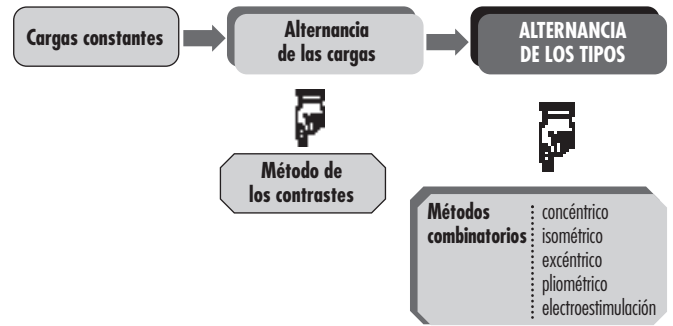 Cargas constantes
Alternancia
de las cargas
ALTERNANCIA
DE LOS TIPOS
Método de
los contrastes
Métodos
combinatorios
concéntrico
isométrico
excéntrico
pliométrico
electroestimulación